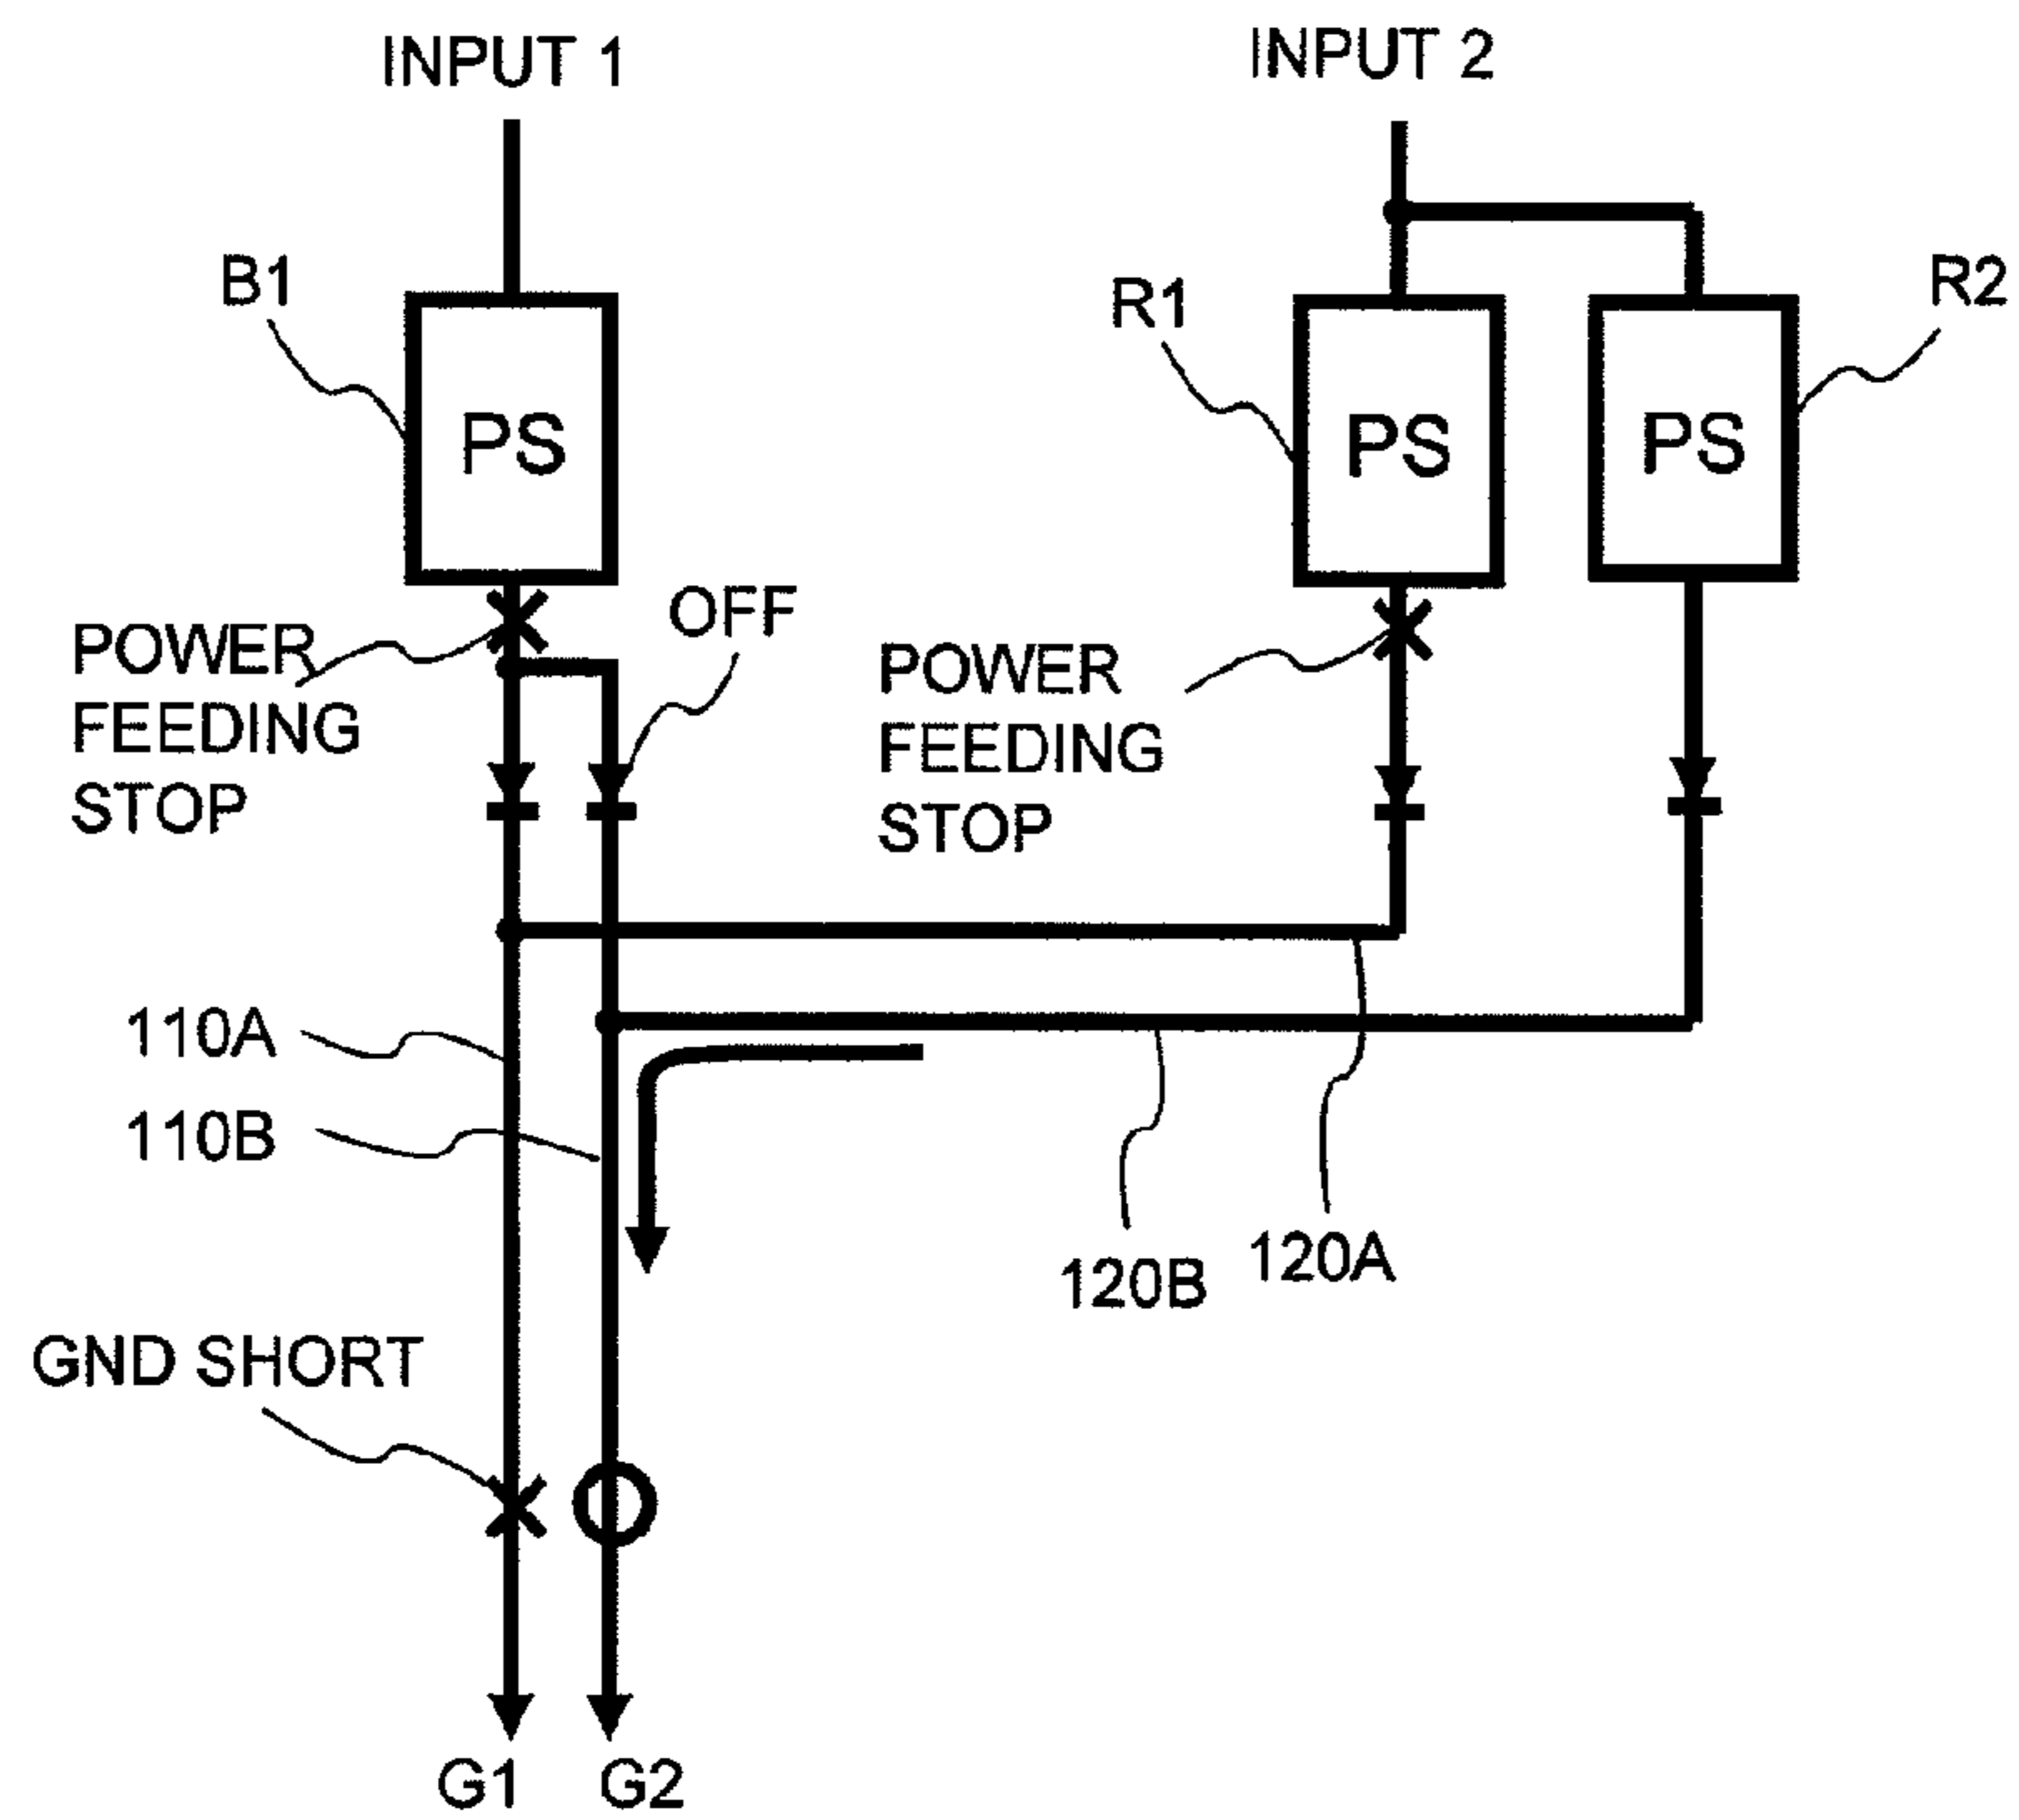 INPUT 1
INPUT 2
B1
R1
R2
PS
PS
PS
OFF
POWER
FEEDING
STOP
POWER
FEEDING
STOP
110A
110B
120B
120A
GND SHORT
G1
G2